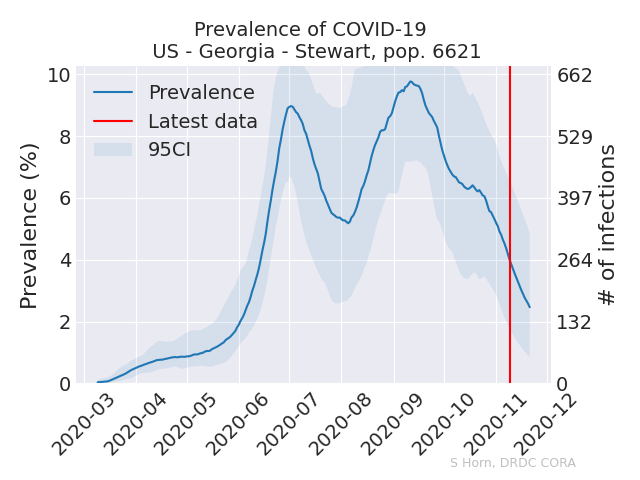 Prevalence of COVID-19
US - Georgia - Stewart, pop. 6621
Prevalence
Latest data
95CI
Prevalence (%)
10
8
6
4
2
0
662
529
397
264
132
0
# of infections
2020-03
2020-04
2020-05
2020-06
2020-07
2020-08
2020-09
2020-10
2020-11
2020-12
S Horn, DRDC CORA